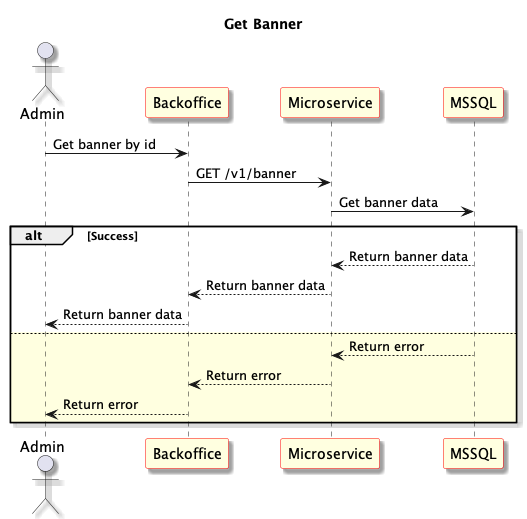 Get Banner
Admin
Backoffice
Microservice
MSSQL
Get banner by id
GET /v1/banner
Get banner data
alt
[Success]
Return banner data
Return banner data
Return banner data
Return error
Return error
Return error
Admin
Backoffice
Microservice
MSSQL